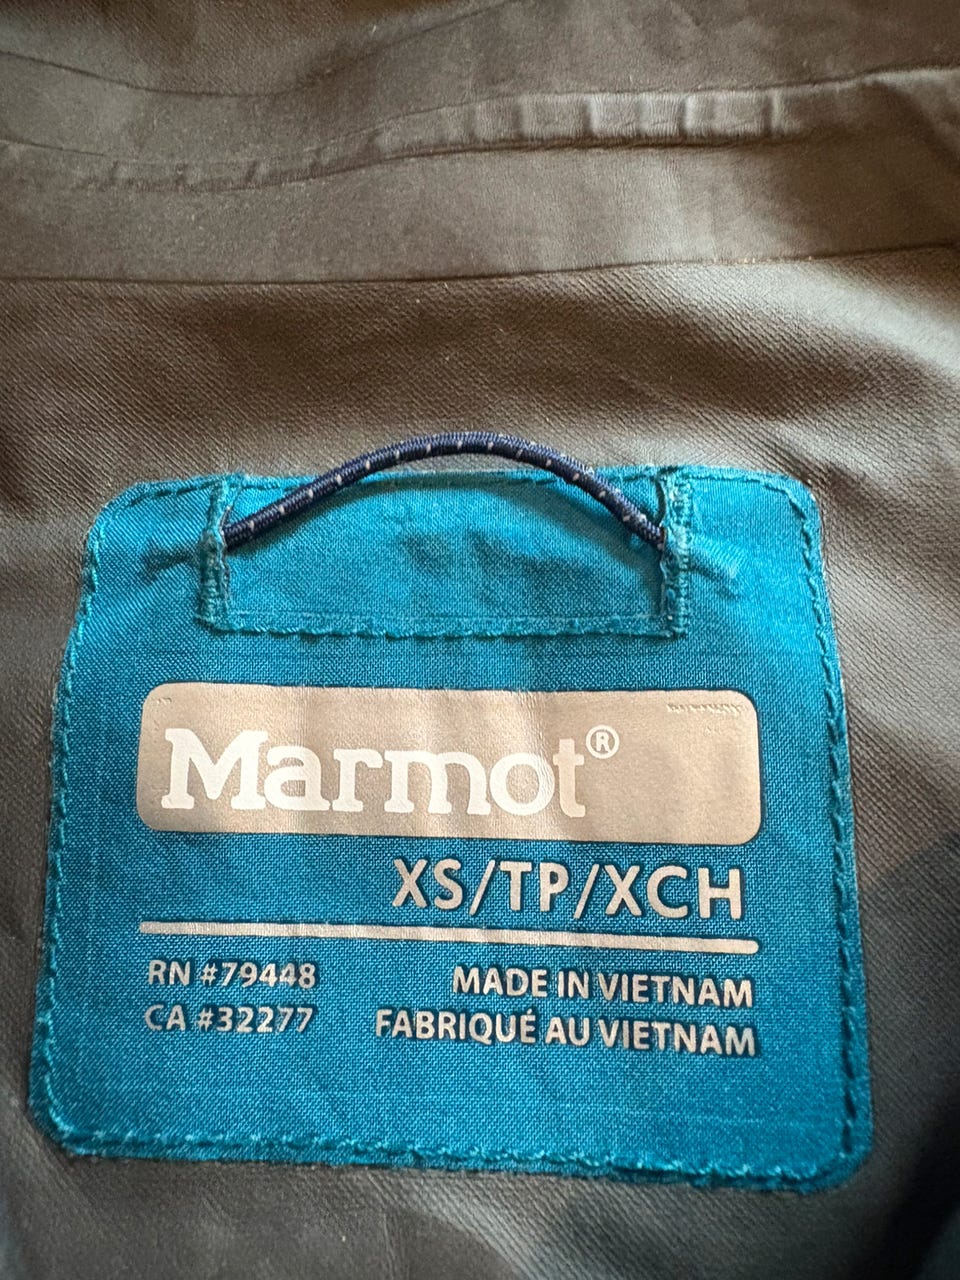 Marmot®
XS/TP/XCH
RN #79448
CA #32277
MADE IN VIETNAM
FABRIQUÉ AU VIETNAM